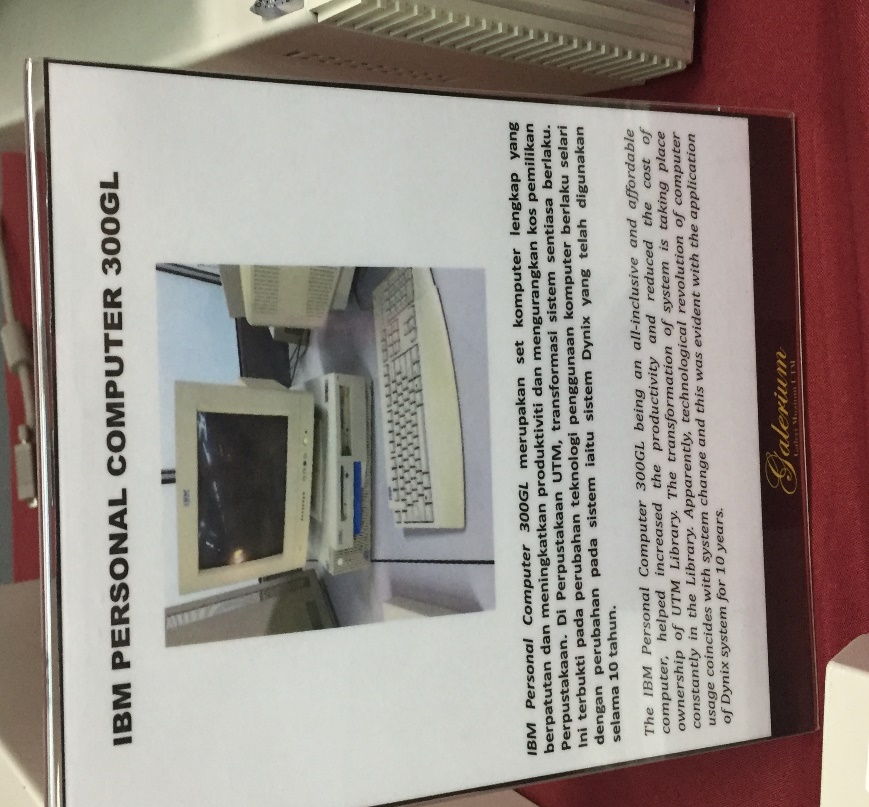 IBM PERSONAL COMPUTER 300GL
IBM Personal Computer 300GL merupakan set komputer lengkap yang
berpatutan dan meningkatkan produktiviti dan mengurangkan kos pemilikan
Perpustakaan. Di Perpustakaan UTM, transformasi sistem sentiasa berlaku.
Ini terbukti pada perubahan teknologi penggunaan komputer berlaku selari
dengan perubahan pada sistem iaitu sistem Dynix yang telah digunakan
selama 10 tahun.
The IBM Personal Computer 300GL being an all-inclusive and affordable
computer, helped increased the productivity and reduced the cost of
ownership of UTM Library. The transformation of system is taking place
constantly in the Library. Apparently, technological revolution of computer
usage coincides with system change and this was evident with the application
of Dynix system for 10 years.
Galerium